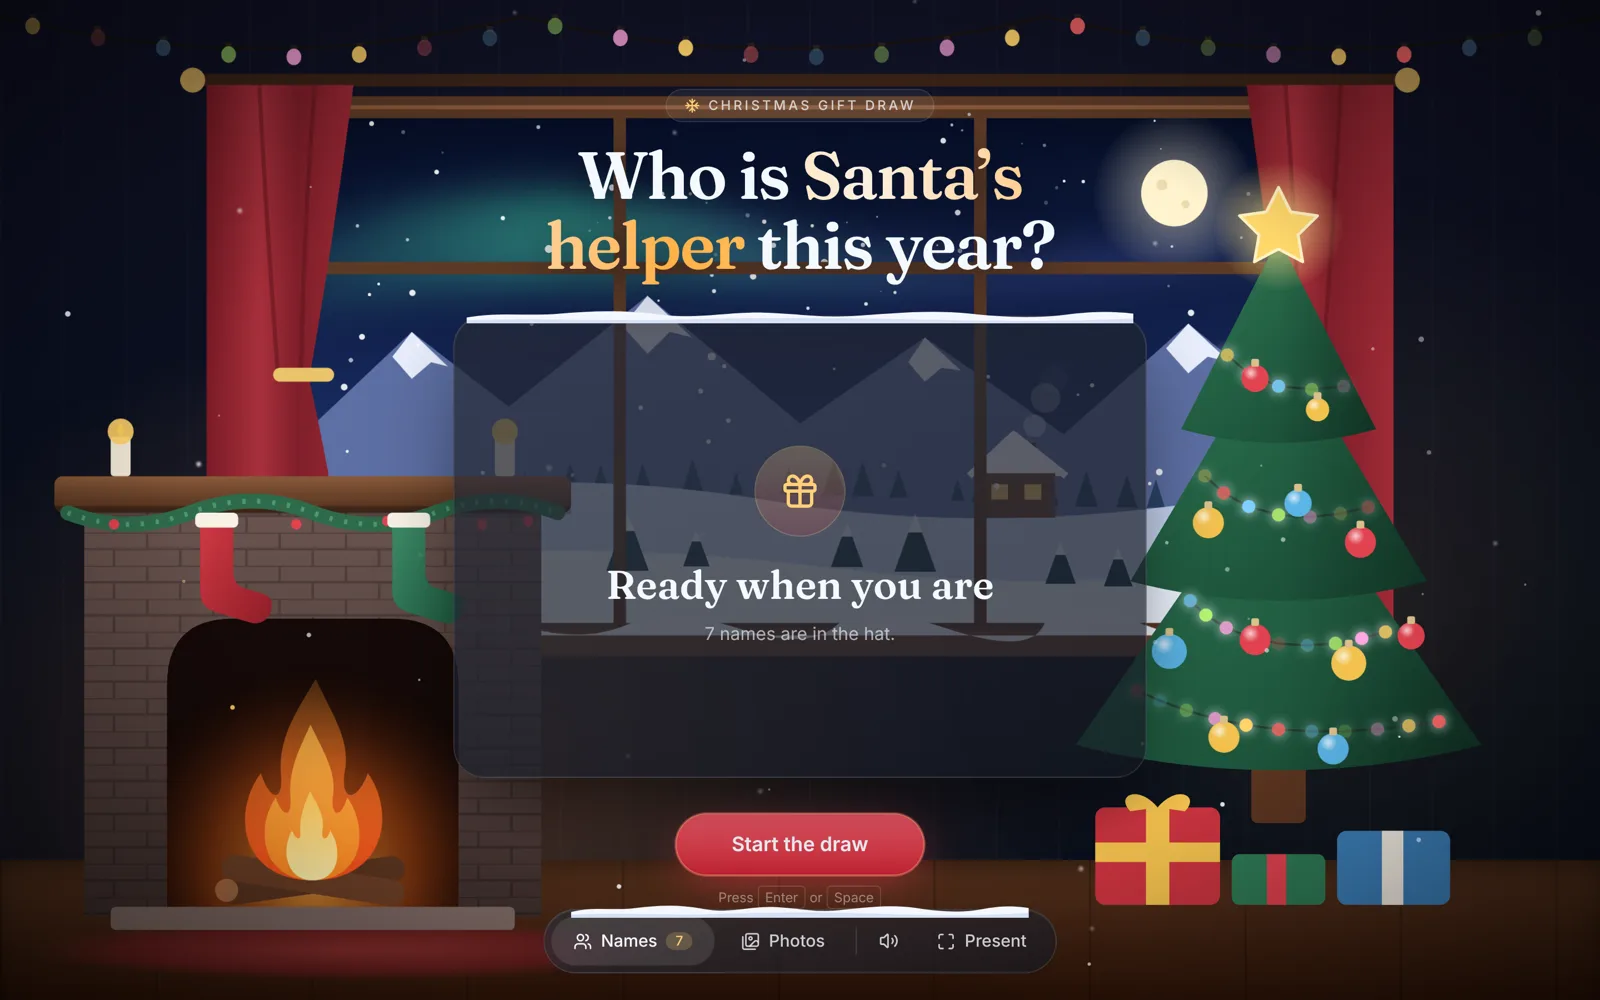 CHRISTMAS GIFT DRAW
Who is Santa’s
helper this year?
Ready when you are
7 names are in the hat.
Start the draw
Press Enter or Space
Names 7 Photos Present